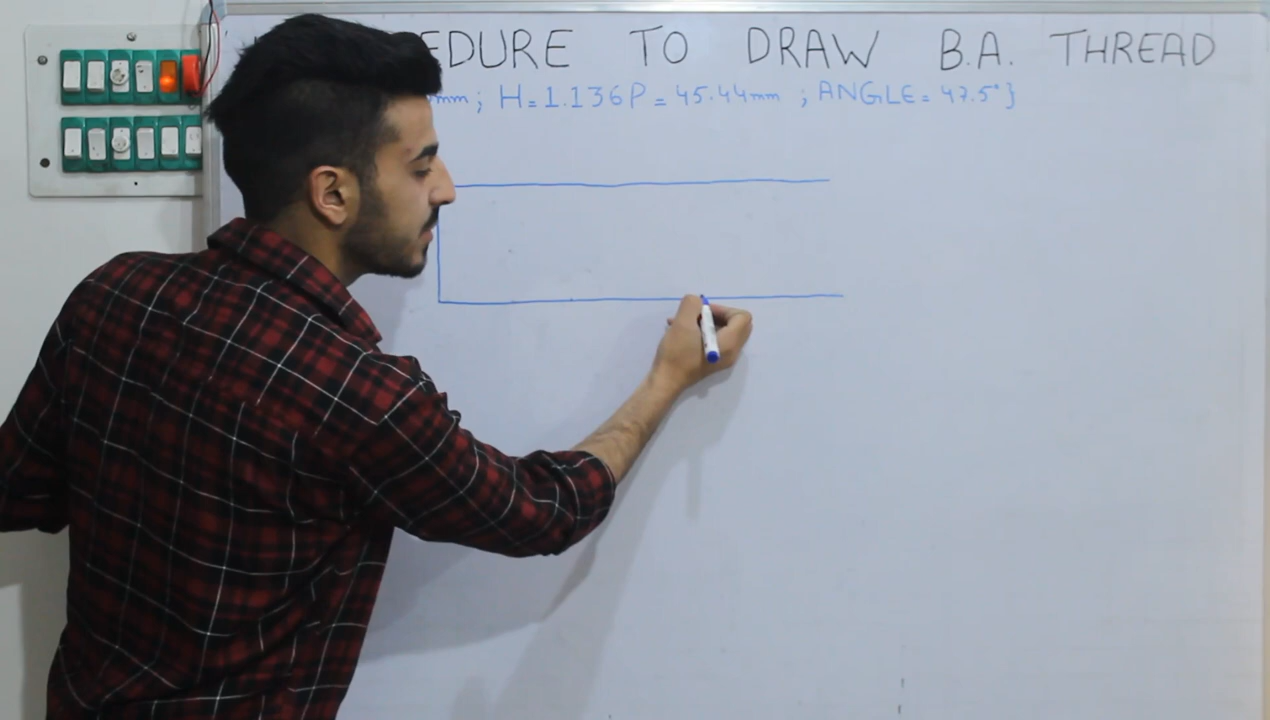 EDURE TO DRAW B.A. THREAD
mm; H=1.136P=45.44mm; ANGLE=47.5°}